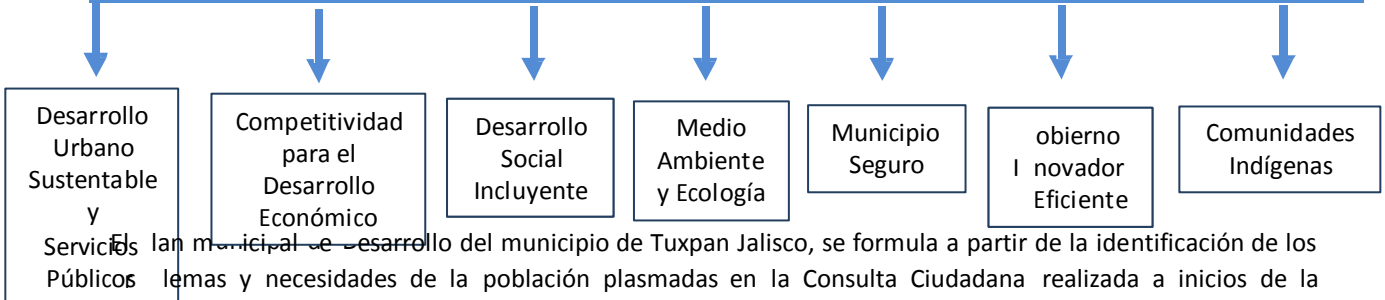 Desarrollo
Urbano
Sustentable
y
Servicios
Públicos
Competitividad
para el
Desarrollo
Económico
Desarrollo
Social
Incluyente
Medio
Ambiente
y Ecología
Municipio
Seguro
obierno
I novador
Eficiente
Comunidades
Indígenas
El lan municipal de Desarrollo del municipio de Tuxpan Jalisco, se formula a partir de la identificación de los
lemas y necesidades de la población plasmadas en la Consulta Ciudadana realizada a inicios de la